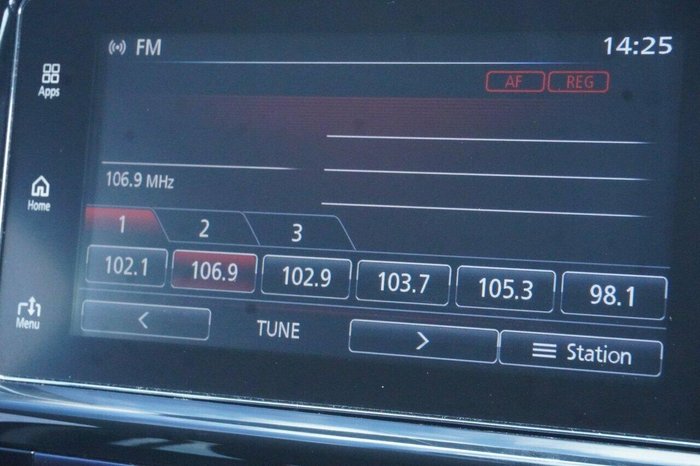 FM 14:25
AF REG
Apps
106.9 MHz
Home
1 2 3
102.1 106.9 102.9 103.7 105.3 98.1
Menu
< TUNE > Station